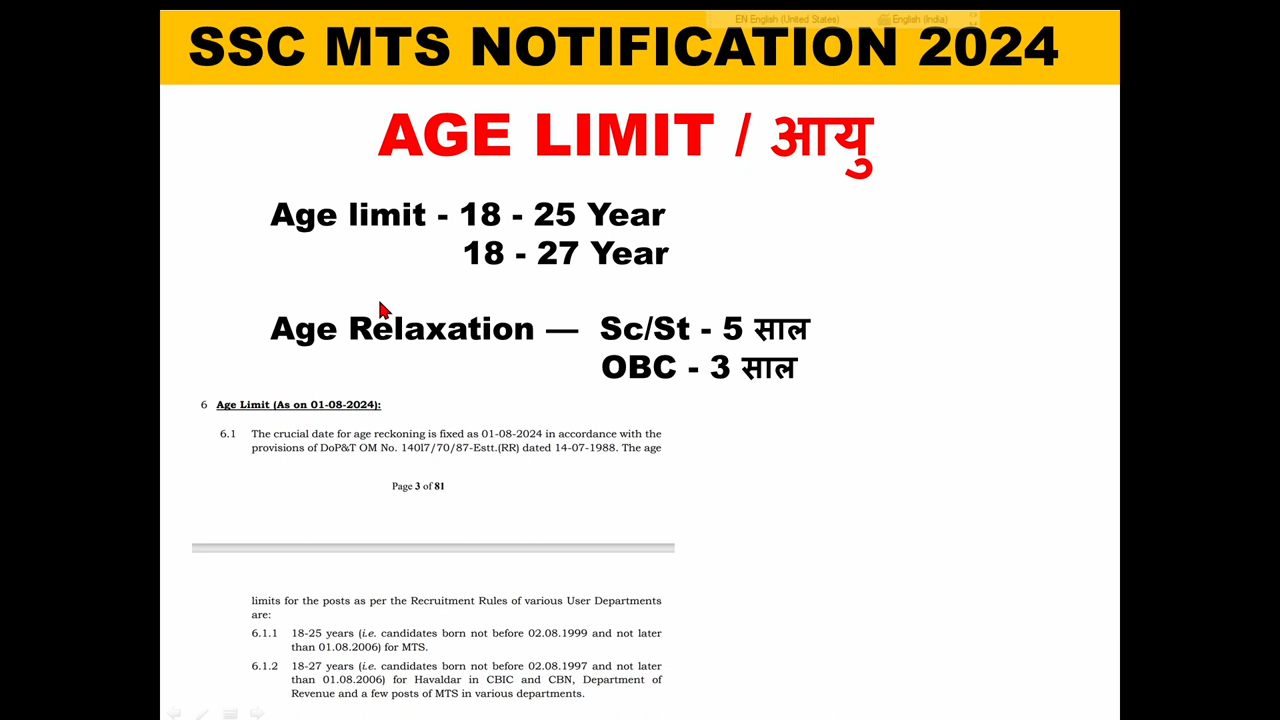 EN English (United States) English (India)
SSC MTS NOTIFICATION 2024
AGE LIMIT / आयु
Age limit - 18 - 25 Year
18 - 27 Year
Age Relaxation — Sc/St - 5 साल
OBC - 3 साल
6 Age Limit (As on 01-08-2024):
6.1 The crucial date for age reckoning is fixed as 01-08-2024 in accordance with the
provisions of DoP&T OM No. 14017/70/87-Estt.(RR) dated 14-07-1988. The age
Page 3 of 81
limits for the posts as per the Recruitment Rules of various User Departments
are:
6.1.1 18-25 years (i.e. candidates born not before 02.08.1999 and not later
than 01.08.2006) for MTS.
6.1.2 18-27 years (i.e. candidates born not before 02.08.1997 and not later
than 01.08.2006) for Havaldar in CBIC and CBN, Department of
Revenue and a few posts of MTS in various departments.